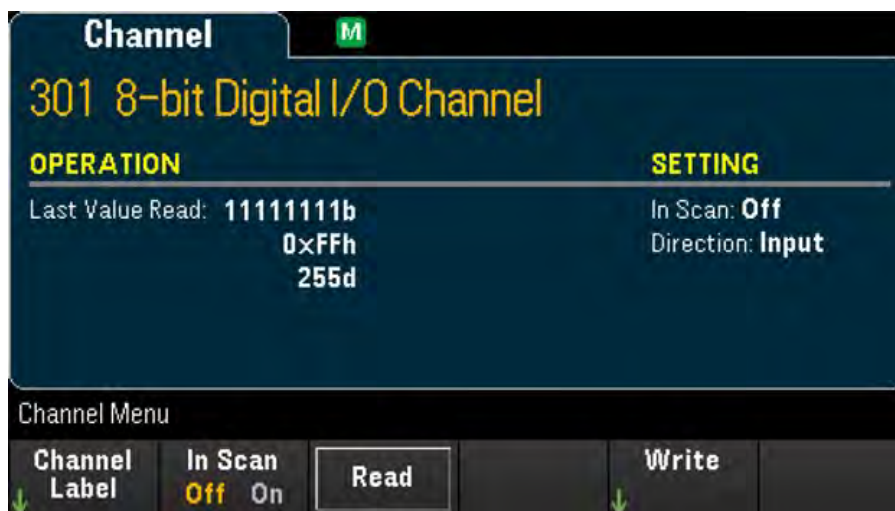 Channel M
301 8-bit Digital I/O Channel
OPERATION SETTING
Last Value Read: 11111111b In Scan: Off
0xFFh Direction: Input
255d
Channel Menu
Channel Label In Scan Off On Read Write